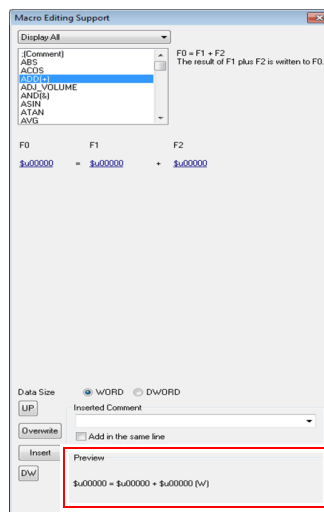 Macro Editing Support
Display All
;(Comment)
ABS
ACOS
ADD(+)
ADJ_VOLUME
AND(&)
ASIN
ATAN
AVG
F0 = F1 + F2
The result of F1 plus F2 is written to F0.
F0 F1 F2
$u00000 = $u00000 + $u00000
Data Size WORD DWORD
UP
Inserted Comment
Overwrite
Add in the same line
Insert
Preview
DW
$u00000 = $u00000 + $u00000 (W)